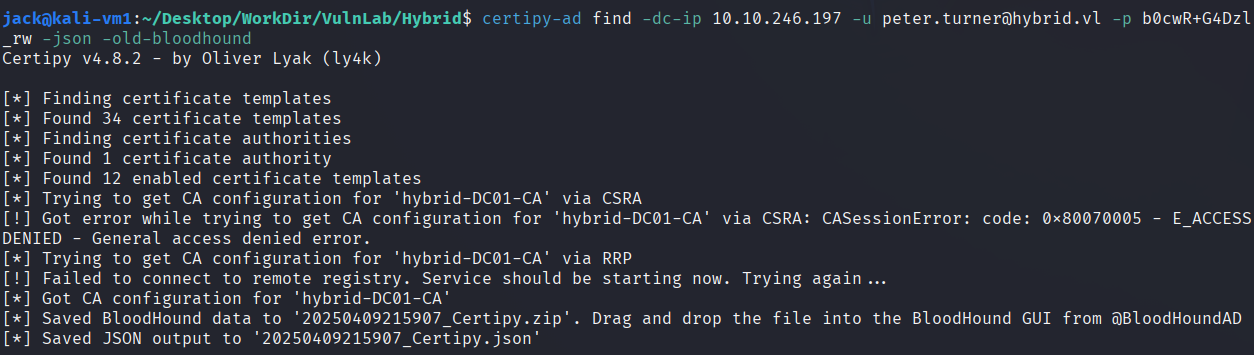 jack@kali-vm1:~/Desktop/WorkDir/VulnLab/Hybrid$ certipy-ad find -dc-ip 10.10.246.197 -u peter.turner@hybrid.vl -p b0cwR+G4Dzl
_rw -json -old-bloodhound
Certipy v4.8.2 - by Oliver Lyak (ly4k)
[*] Finding certificate templates
[*] Found 34 certificate templates
[*] Finding certificate authorities
[*] Found 1 certificate authority
[*] Found 12 enabled certificate templates
[*] Trying to get CA configuration for 'hybrid-DC01-CA' via CSRA
[!] Got error while trying to get CA configuration for 'hybrid-DC01-CA' via CSRA: CASessionError: code: 0×80070005 - E_ACCESS
DENIED - General access denied error.
[*] Trying to get CA configuration for 'hybrid-DC01-CA' via RRP
[!] Failed to connect to remote registry. Service should be starting now. Trying again...
[*] Got CA configuration for 'hybrid-DC01-CA'
[*] Saved BloodHound data to '20250409215907_Certipy.zip'. Drag and drop the file into the BloodHound GUI from @BloodHoundAD
[*] Saved JSON output to '20250409215907_Certipy.json'